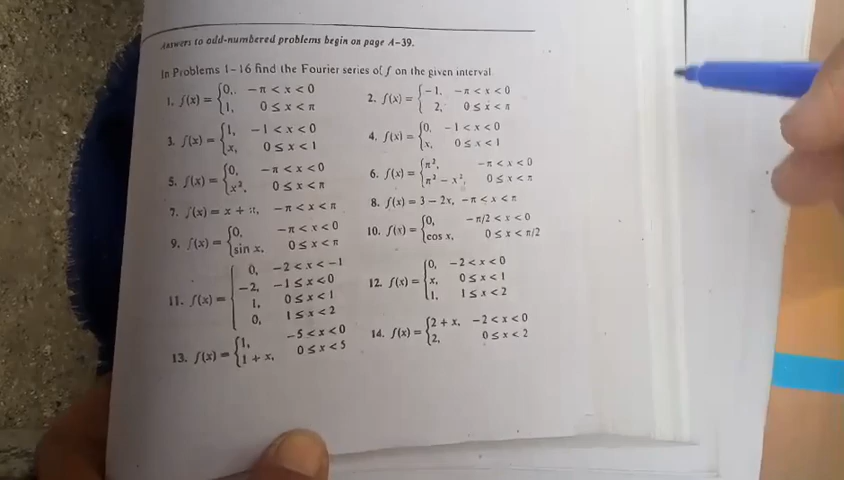 Answers to odd-numbered problems begin on page A-39.
In Problems 1-16 find the Fourier series of f on the given interval.
1. f(x) = {0, -π < x < 0
1, 0 ≤ x < π
2. f(x) = {-1, -π < x < 0
2, 0 ≤ x < π
3. f(x) = {1, -1 < x < 0
x, 0 ≤ x < 1
4. f(x) = {0, -1 < x < 0
x, 0 ≤ x < 1
5. f(x) = {0, -π < x < 0
x², 0 ≤ x < π
6. f(x) = {π², -π < x < 0
π² - x², 0 ≤ x < π
7. f(x) = x + π, -π < x < π
8. f(x) = 3 - 2x, -π < x < π
9. f(x) = {0, -π < x < 0
sin x, 0 ≤ x < π
10. f(x) = {0, -π/2 < x < 0
cos x, 0 ≤ x < π/2
11. f(x) = {0, -2 < x < -1
-2, -1 ≤ x < 0
1, 0 ≤ x < 1
0, 1 ≤ x < 2
12. f(x) = {0, -2 < x < 0
x, 0 ≤ x < 1
1, 1 ≤ x < 2
13. f(x) = {1, -5 < x < 0
1 + x, 0 ≤ x < 5
14. f(x) = {2 + x, -2 < x < 0
2, 0 ≤ x < 2